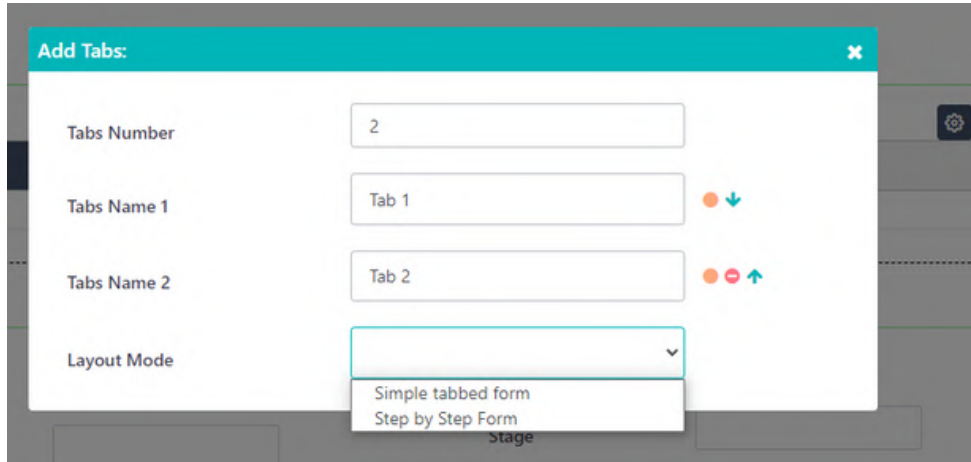 Add Tabs:
Tabs Number
2
Tabs Name 1
Tab 1
Tabs Name 2
Tab 2
Layout Mode
Simple tabbed form
Step by Step Form
Stage